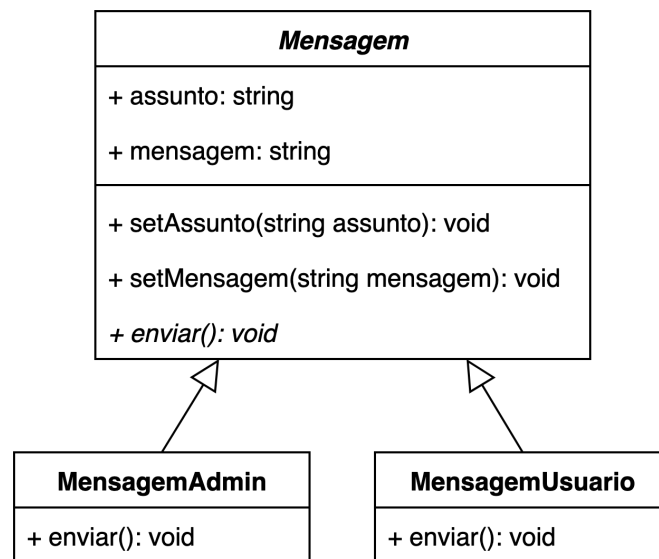 Mensagem
+ assunto: string
+ mensagem: string
+ setAssunto(string assunto): void
+ setMensagem(string mensagem): void
+ enviar(): void
MensagemAdmin
+ enviar(): void
MensagemUsuario
+ enviar(): void